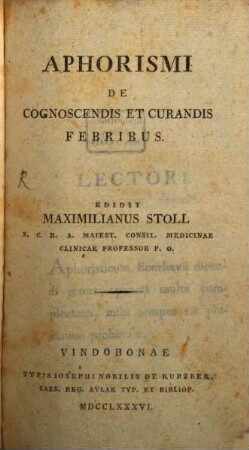 APHORISMI
DE
COGNOSCENDIS ET CURANDIS
FEBRIBUS.
R
LECTORI
EDIDIT
MAXIMILIANUS STOLL
S. C. R. A. MAIEST. CONSIL. MEDICINAE
CLINICAE PROFESSOR P. O.
VINDOBONAE
TYPIS IOSEPHI NOBILIS DE KURZBEK,
CAES. REG. AVLAE TYP. ET BIBLIOP.
MDCCLXXXVI.